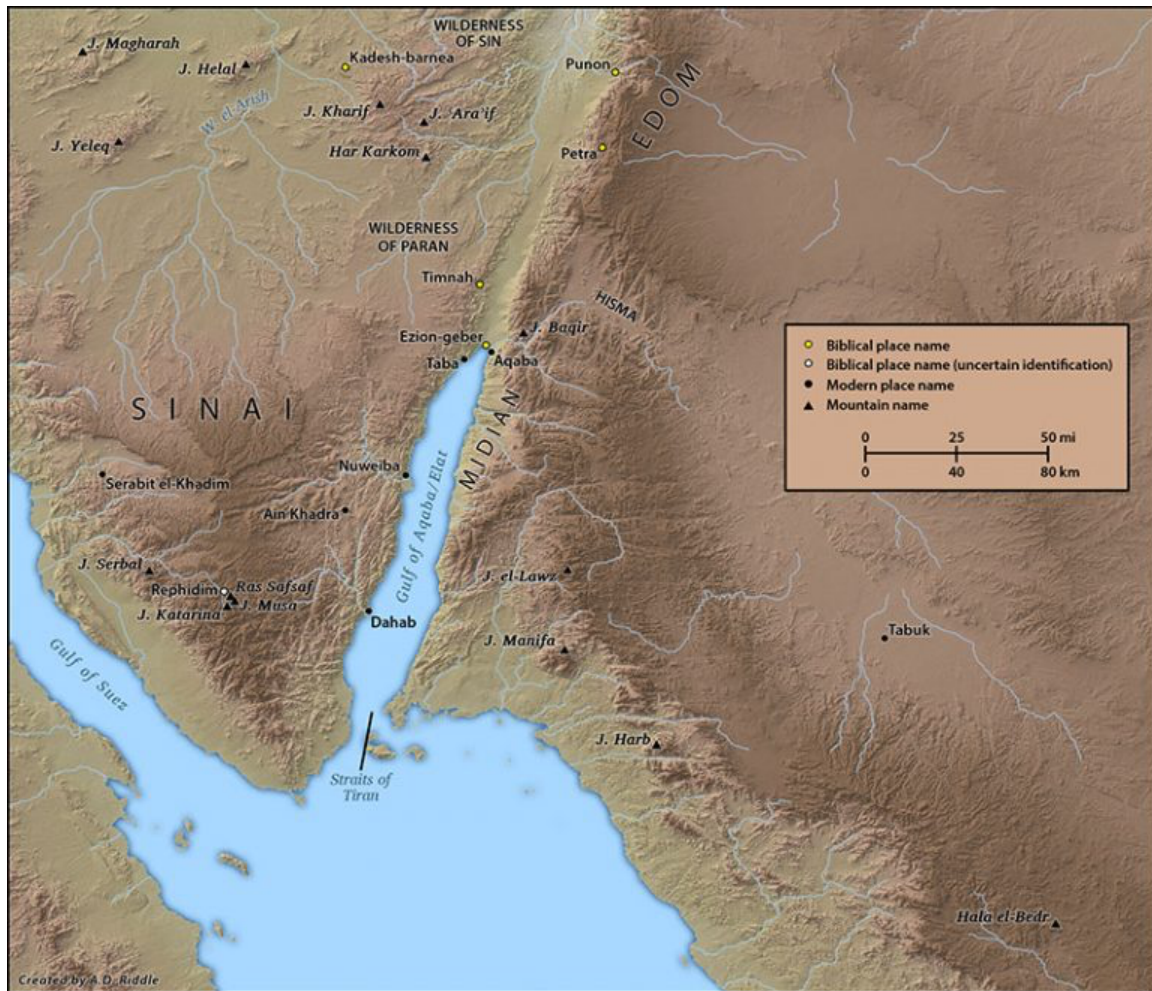 WILDERNESS
OF SIN
J. Magharah
J. Helal
Kadesh-barnea
Punon
EDOM
W. el-Arish
J. Kharif
J. Ara'if
J. Yeleq
Har Karkom
Petra
WILDERNESS
OF PARAN
Timnah
HISMA
Ezion-geber
J. Baqir
Taba
Aqaba
Biblical place name
Biblical place name (uncertain identification)
Modern place name
Mountain name
0 25 50 mi
0 40 80 km
SINAI
MIDIAN
Nuweiba
Serabit el-Khadim
Gulf of Aqaba/Elat
Ain Khadra
J. Serbal
Rephidim
Ras Safsaf
J. Musa
J. Katarina
J. el-Lawz
Dahab
Tabuk
J. Manifa
Gulf of Suez
J. Harb
Straits of
Tiran
Hala el-Bedr
Created by A.D. Riddle